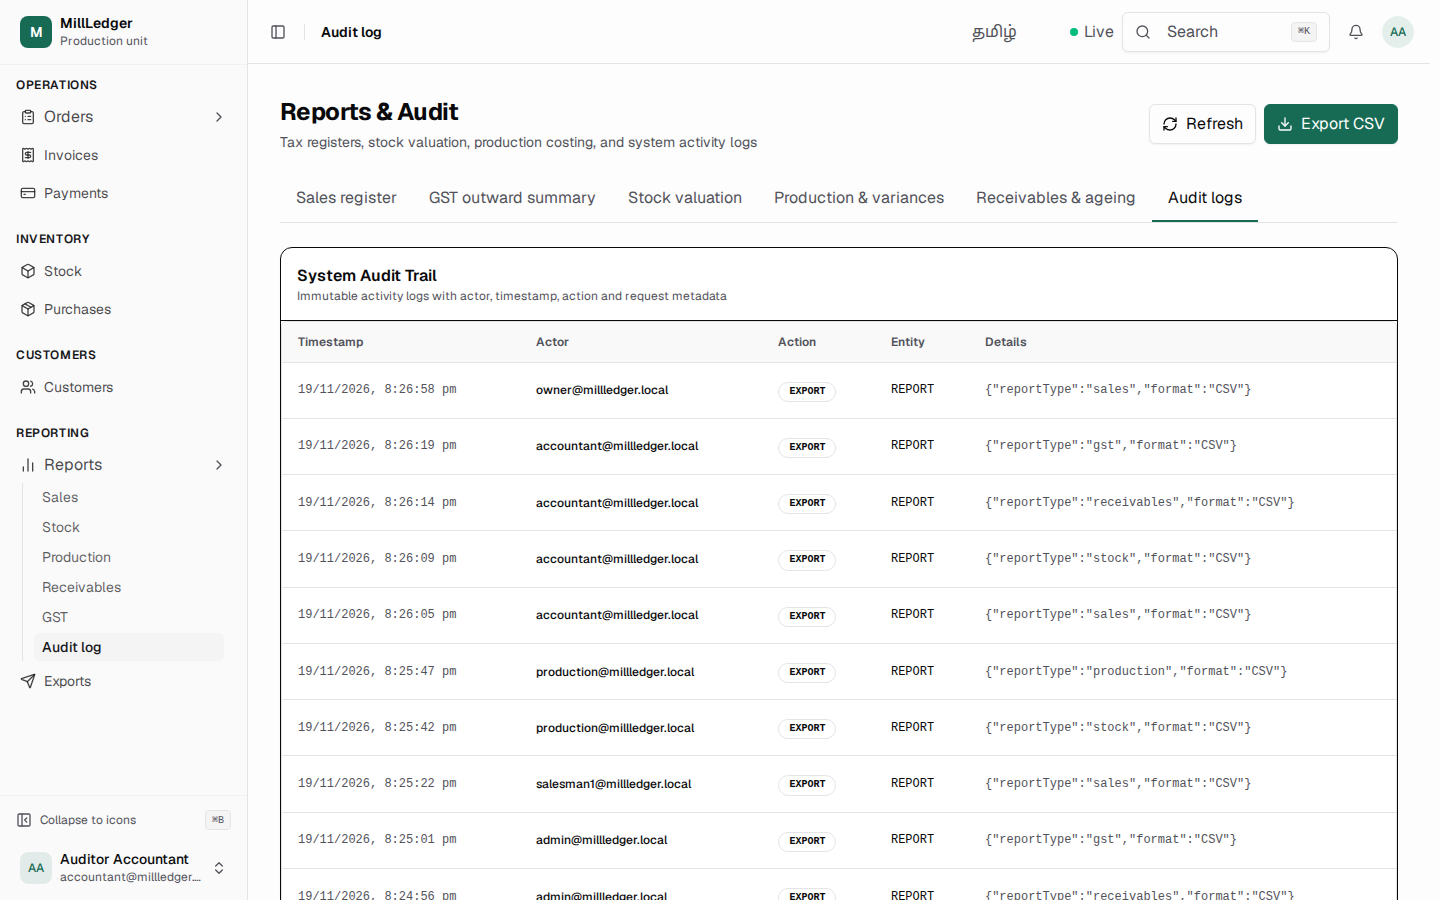 M
MillLedger
Production unit
OPERATIONS
Orders
Invoices
Payments
INVENTORY
Stock
Purchases
CUSTOMERS
Customers
REPORTING
Reports
Sales
Stock
Production
Receivables
GST
Audit log
Exports
Collapse to icons ⌘B
AA
Auditor Accountant
accountant@millledger....
Audit log
தமிழ்
Live
Search ⌘K
AA
Reports & Audit
Tax registers, stock valuation, production costing, and system activity logs
Refresh
Export CSV
Sales register GST outward summary Stock valuation Production & variances Receivables & ageing Audit logs
System Audit Trail
Immutable activity logs with actor, timestamp, action and request metadata
Timestamp Actor Action Entity Details
19/11/2026, 8:26:58 pm owner@millledger.local EXPORT REPORT {"reportType":"sales","format":"CSV"}
19/11/2026, 8:26:19 pm accountant@millledger.local EXPORT REPORT {"reportType":"gst","format":"CSV"}
19/11/2026, 8:26:14 pm accountant@millledger.local EXPORT REPORT {"reportType":"receivables","format":"CSV"}
19/11/2026, 8:26:09 pm accountant@millledger.local EXPORT REPORT {"reportType":"stock","format":"CSV"}
19/11/2026, 8:26:05 pm accountant@millledger.local EXPORT REPORT {"reportType":"sales","format":"CSV"}
19/11/2026, 8:25:47 pm production@millledger.local EXPORT REPORT {"reportType":"production","format":"CSV"}
19/11/2026, 8:25:42 pm production@millledger.local EXPORT REPORT {"reportType":"stock","format":"CSV"}
19/11/2026, 8:25:22 pm salesman1@millledger.local EXPORT REPORT {"reportType":"sales","format":"CSV"}
19/11/2026, 8:25:01 pm admin@millledger.local EXPORT REPORT {"reportType":"gst","format":"CSV"}
19/11/2026, 8:24:56 pm admin@millledger.local EXPORT REPORT {"reportType":"receivables","format":"CSV"}